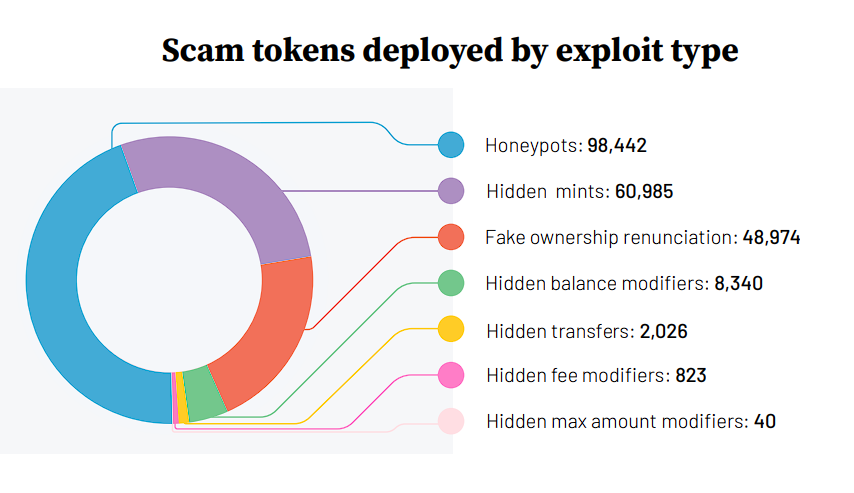 Scam tokens deployed by exploit type
Honeypots: 98,442
Hidden mints: 60,985
Fake ownership renunciation: 48,974
Hidden balance modifiers: 8,340
Hidden transfers: 2,026
Hidden fee modifiers: 823
Hidden max amount modifiers: 40